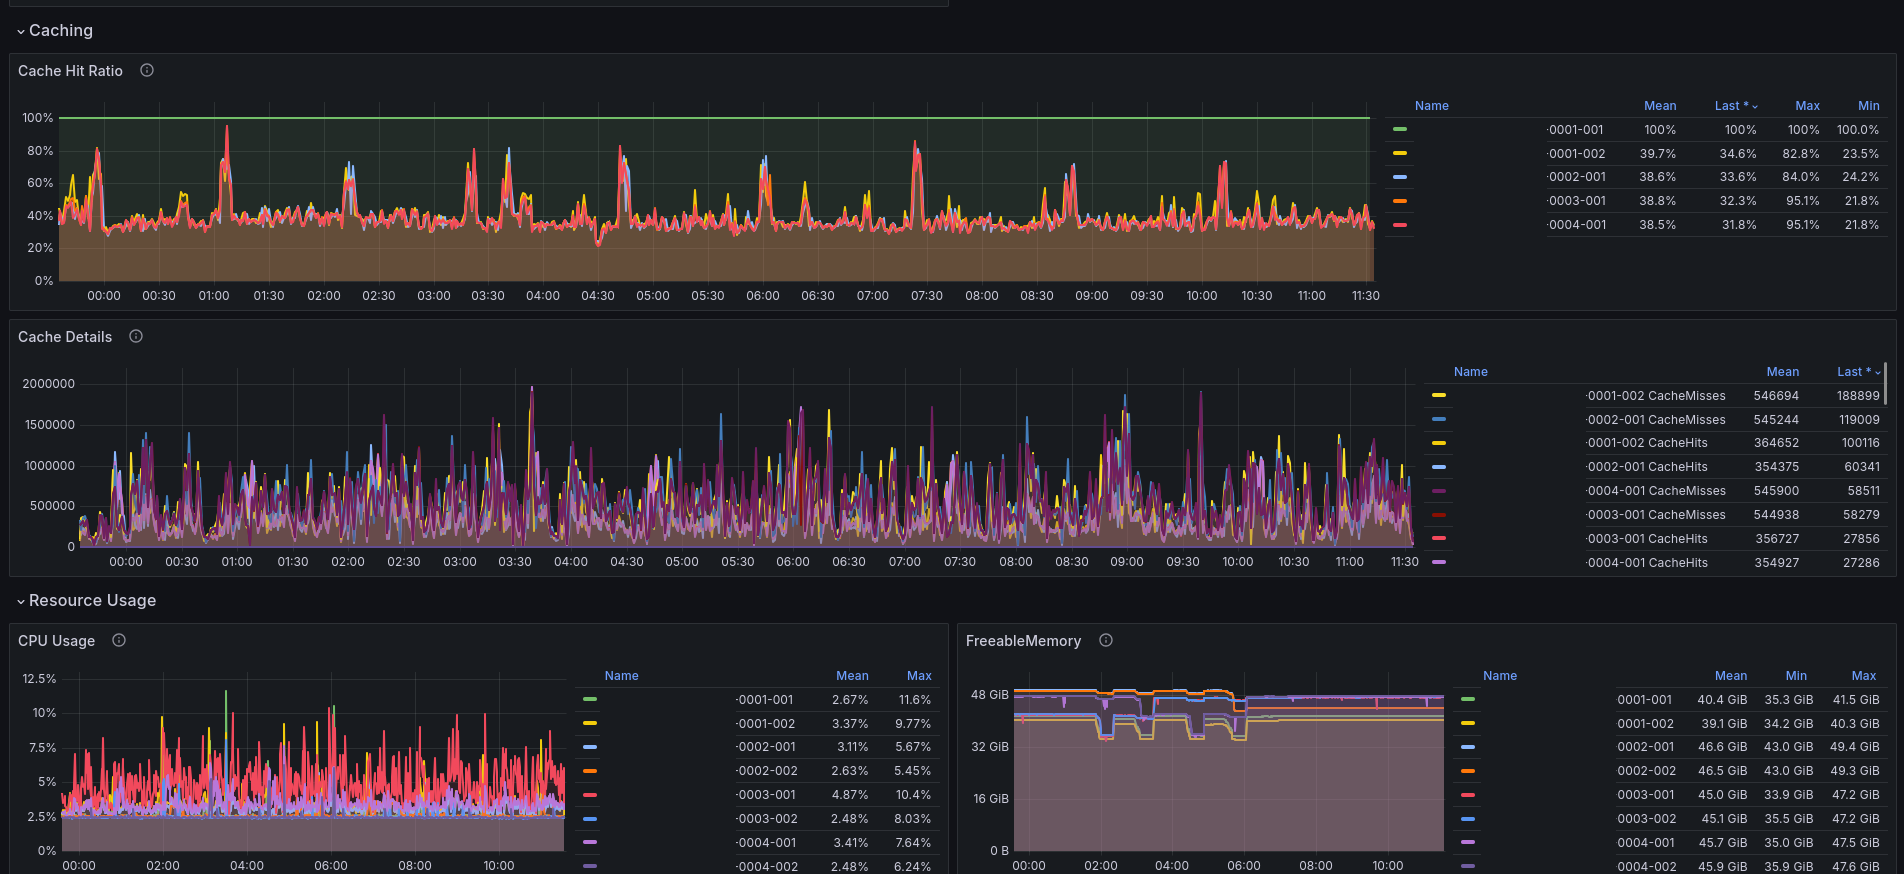 Caching
Cache Hit Ratio
Name Mean Last * Max Min
100%
80%
60%
40%
20%
0%
-0001-001 100% 100% 100% 100.0%
-0001-002 39.7% 34.6% 82.8% 23.5%
-0002-001 38.6% 33.6% 84.0% 24.2%
-0003-001 38.8% 32.3% 95.1% 21.8%
-0004-001 38.5% 31.8% 95.1% 21.8%
00:00 00:30 01:00 01:30 02:00 02:30 03:00 03:30 04:00 04:30 05:00 05:30 06:00 06:30 07:00 07:30 08:00 08:30 09:00 09:30 10:00 10:30 11:00 11:30
Cache Details
Name Mean Last *
2000000
1500000
1000000
500000
0
-0001-002 CacheMisses 546694 188899
-0002-001 CacheMisses 545244 119009
-0001-002 CacheHits 364652 100116
-0002-001 CacheHits 354375 60341
-0004-001 CacheMisses 545900 58511
-0003-001 CacheMisses 544938 58279
-0003-001 CacheHits 356727 27856
-0004-001 CacheHits 354927 27286
00:00 00:30 01:00 01:30 02:00 02:30 03:00 03:30 04:00 04:30 05:00 05:30 06:00 06:30 07:00 07:30 08:00 08:30 09:00 09:30 10:00 10:30 11:00 11:30
Resource Usage
CPU Usage
Name Mean Max
12.5%
10%
7.5%
5%
2.5%
0%
-0001-001 2.67% 11.6%
-0001-002 3.37% 9.77%
-0002-001 3.11% 5.67%
-0002-002 2.63% 5.45%
-0003-001 4.87% 10.4%
-0003-002 2.48% 8.03%
-0004-001 3.41% 7.64%
-0004-002 2.48% 6.24%
00:00 02:00 04:00 06:00 08:00 10:00
FreeableMemory
Name Mean Min Max
48 GiB
32 GiB
16 GiB
0 B
0001-001 40.4 GiB 35.3 GiB 41.5 GiB
0001-002 39.1 GiB 34.2 GiB 40.3 GiB
0002-001 46.6 GiB 43.0 GiB 49.4 GiB
0002-002 46.5 GiB 43.0 GiB 49.3 GiB
0003-001 45.0 GiB 33.9 GiB 47.2 GiB
0003-002 45.1 GiB 35.5 GiB 47.2 GiB
0004-001 45.7 GiB 35.0 GiB 47.5 GiB
0004-002 45.9 GiB 35.9 GiB 47.6 GiB
00:00 02:00 04:00 06:00 08:00 10:00